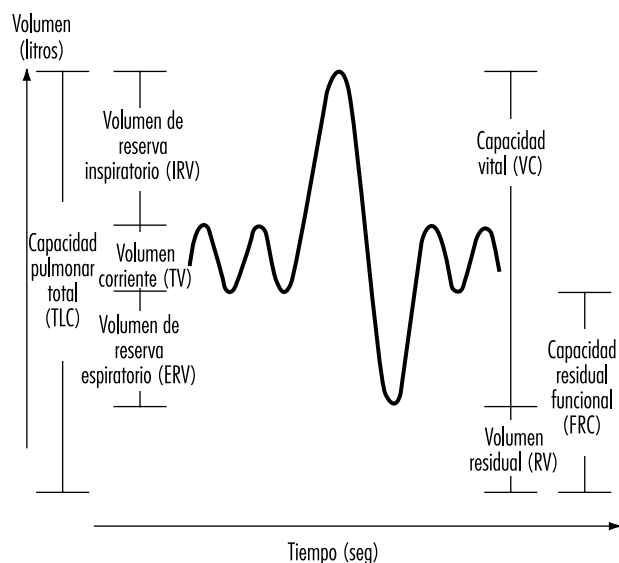 Volumen
(litros)
Volumen de
reserva
inspiratorio (IRV)
Capacidad
vital (VC)
Capacidad
pulmonar
total
(TLC)
Volumen
corriente (TV)
Volumen de
reserva
espiratorio (ERV)
Capacidad
residual
funcional
(FRC)
Volumen
residual (RV)
Tiempo (seg)